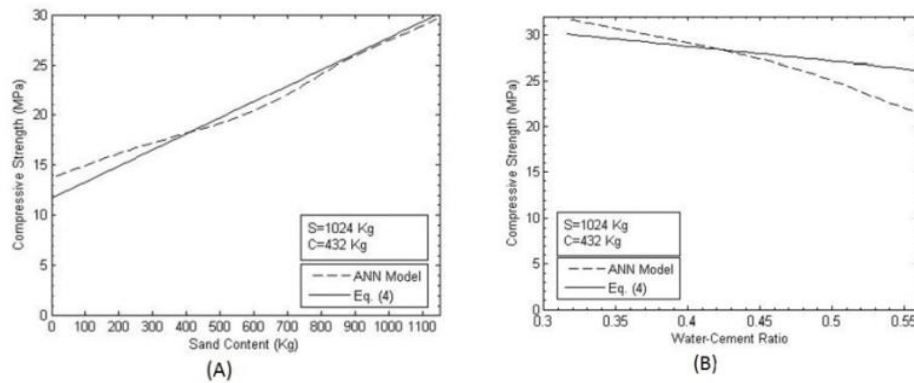 Compressive Strength (MPa)
30
25
20
15
10
5
0
S=1024 Kg
C=432 Kg
ANN Model
Eq. (4)
0 100 200 300 400 500 600 700 800 900 1000 1100
Sand Content (Kg)
(A)
Compressive Strength (MPa)
30
25
20
15
10
5
0
S=1024 Kg
C=432 Kg
ANN Model
Eq. (4)
0.3 0.35 0.4 0.45 0.5 0.55
Water-Cement Ratio
(B)